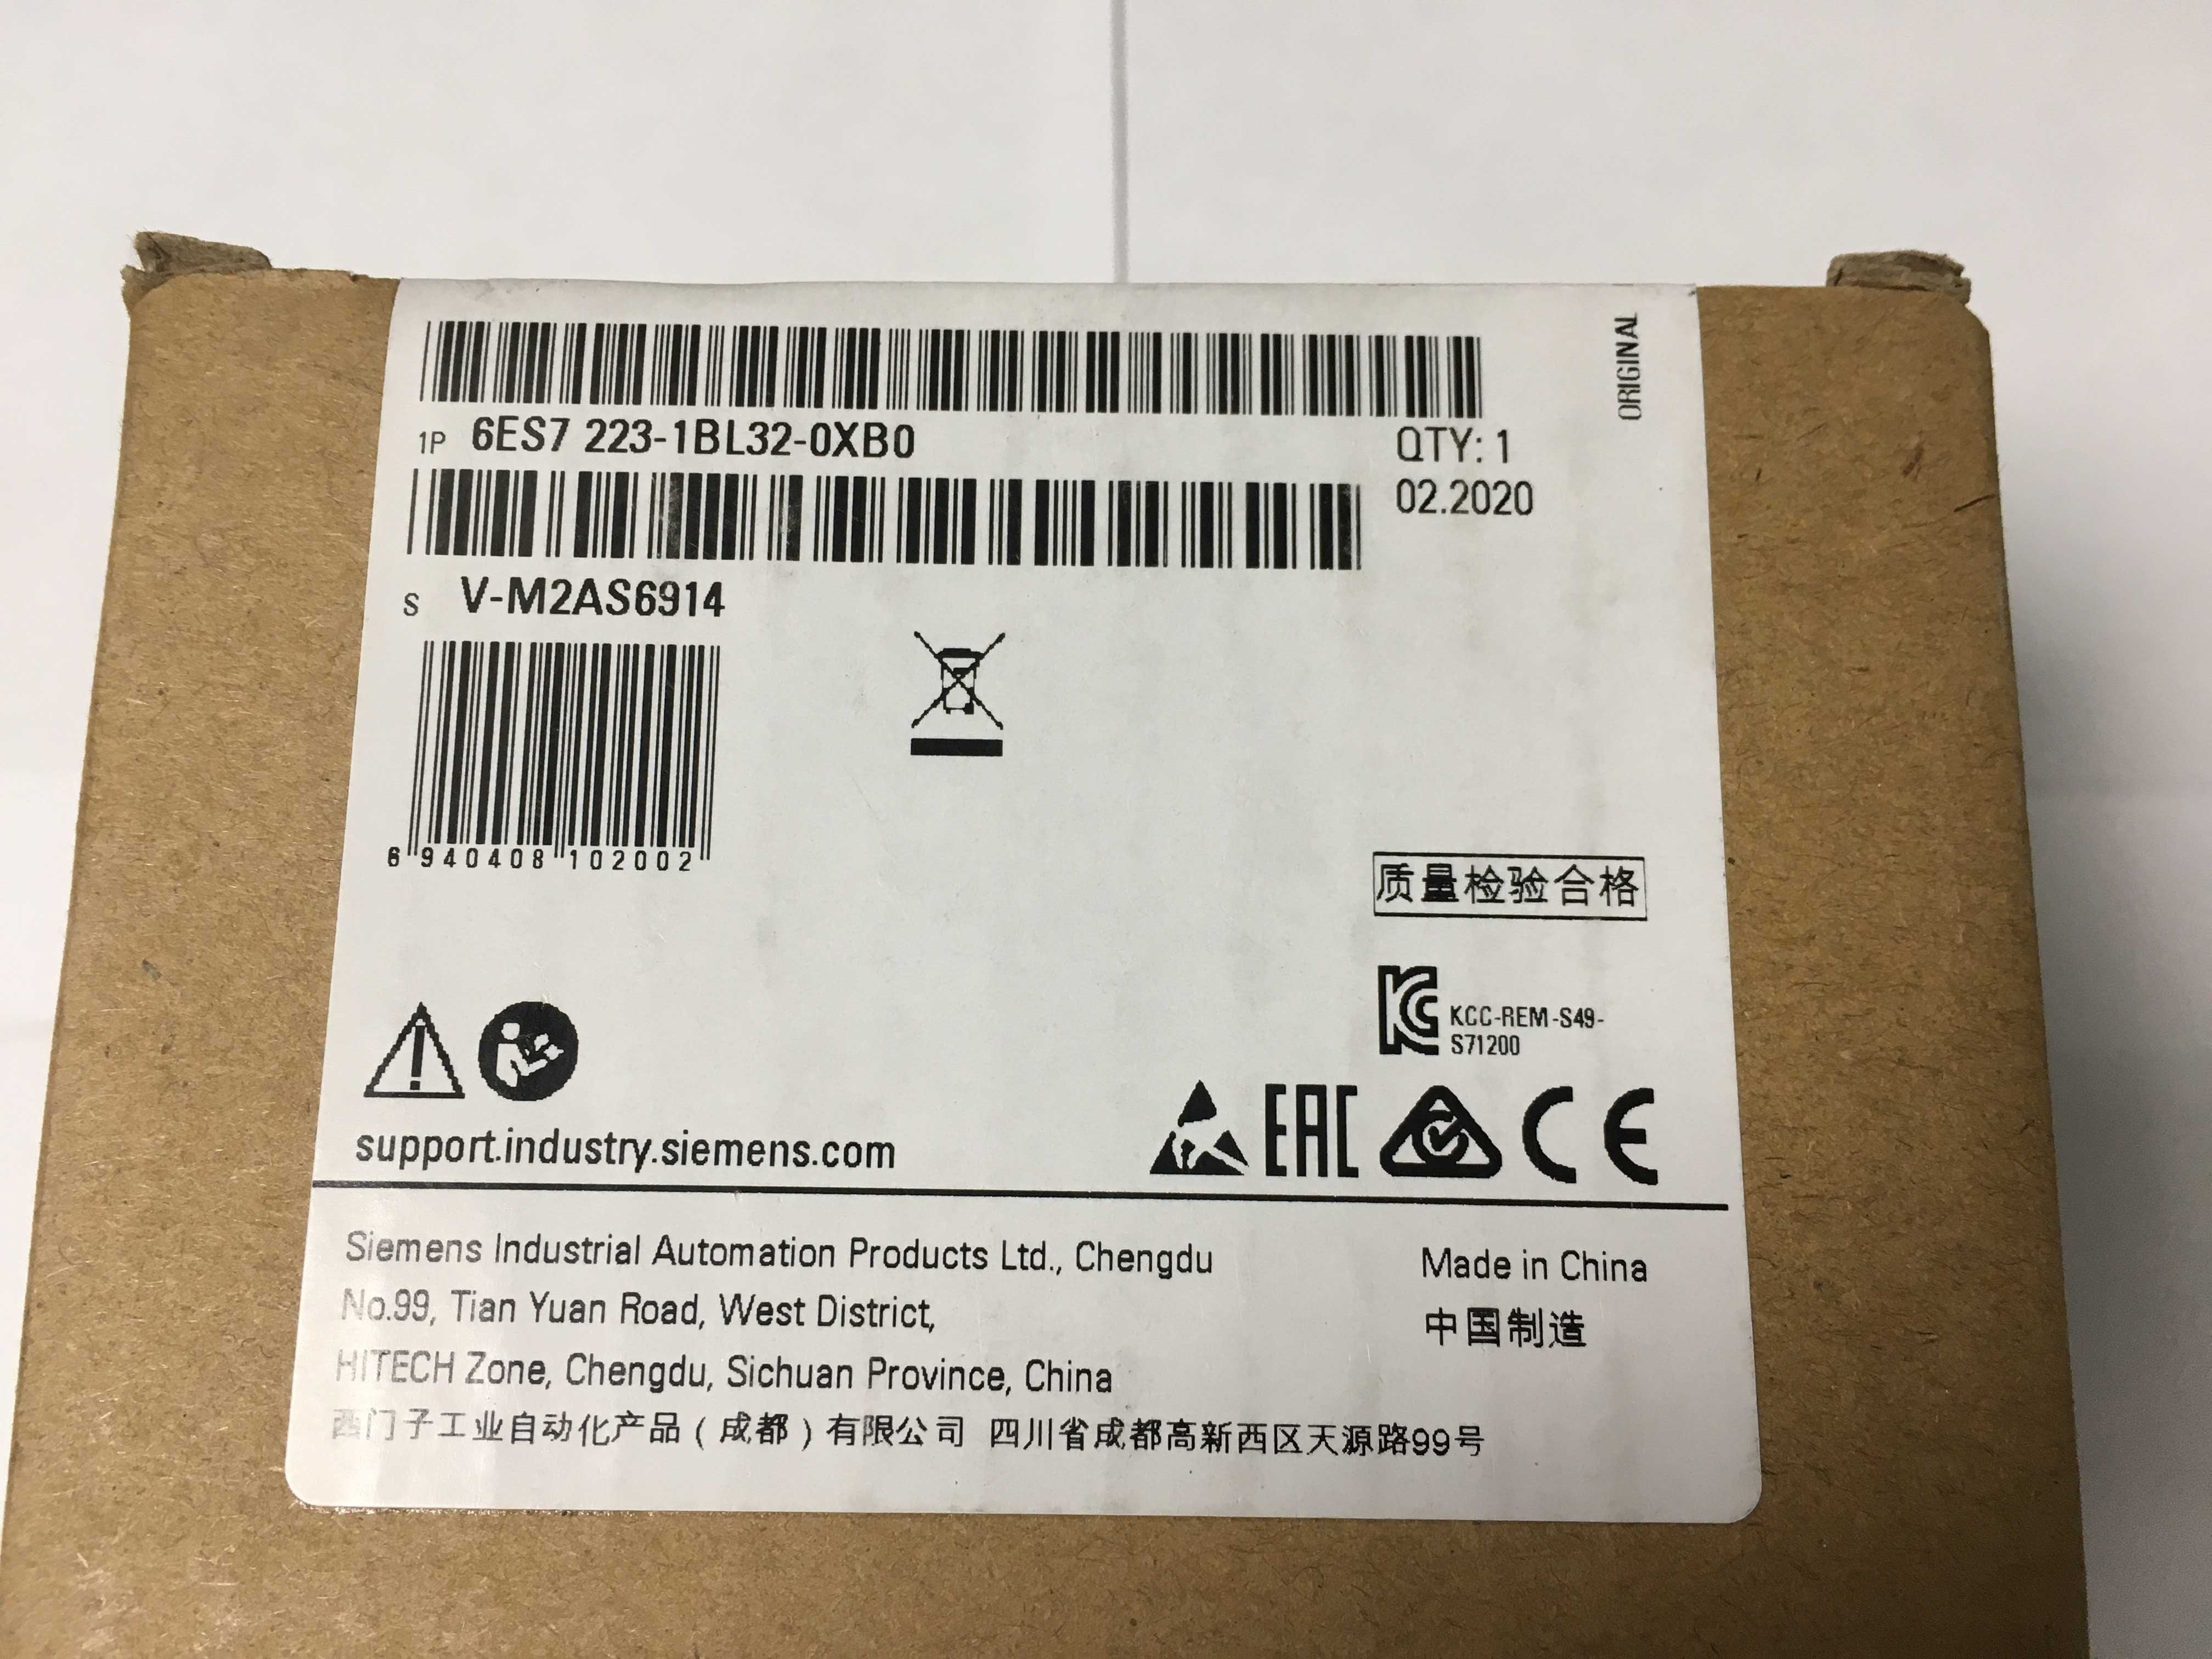 ORIGINAL
1P 6ES7 223-1BL32-0XB0
QTY: 1
02.2020
S V-M2AS6914
6 940408 102002
质量检验合格
KCC-REM-S49-
S71200
EAC
CE
support.industry.siemens.com
Siemens Industrial Automation Products Ltd., Chengdu
No.99, Tian Yuan Road, West District,
HITECH Zone, Chengdu, Sichuan Province, China
西门子工业自动化产品(成都)有限公司 四川省成都高新西区天源路99号
Made in China
中国制造